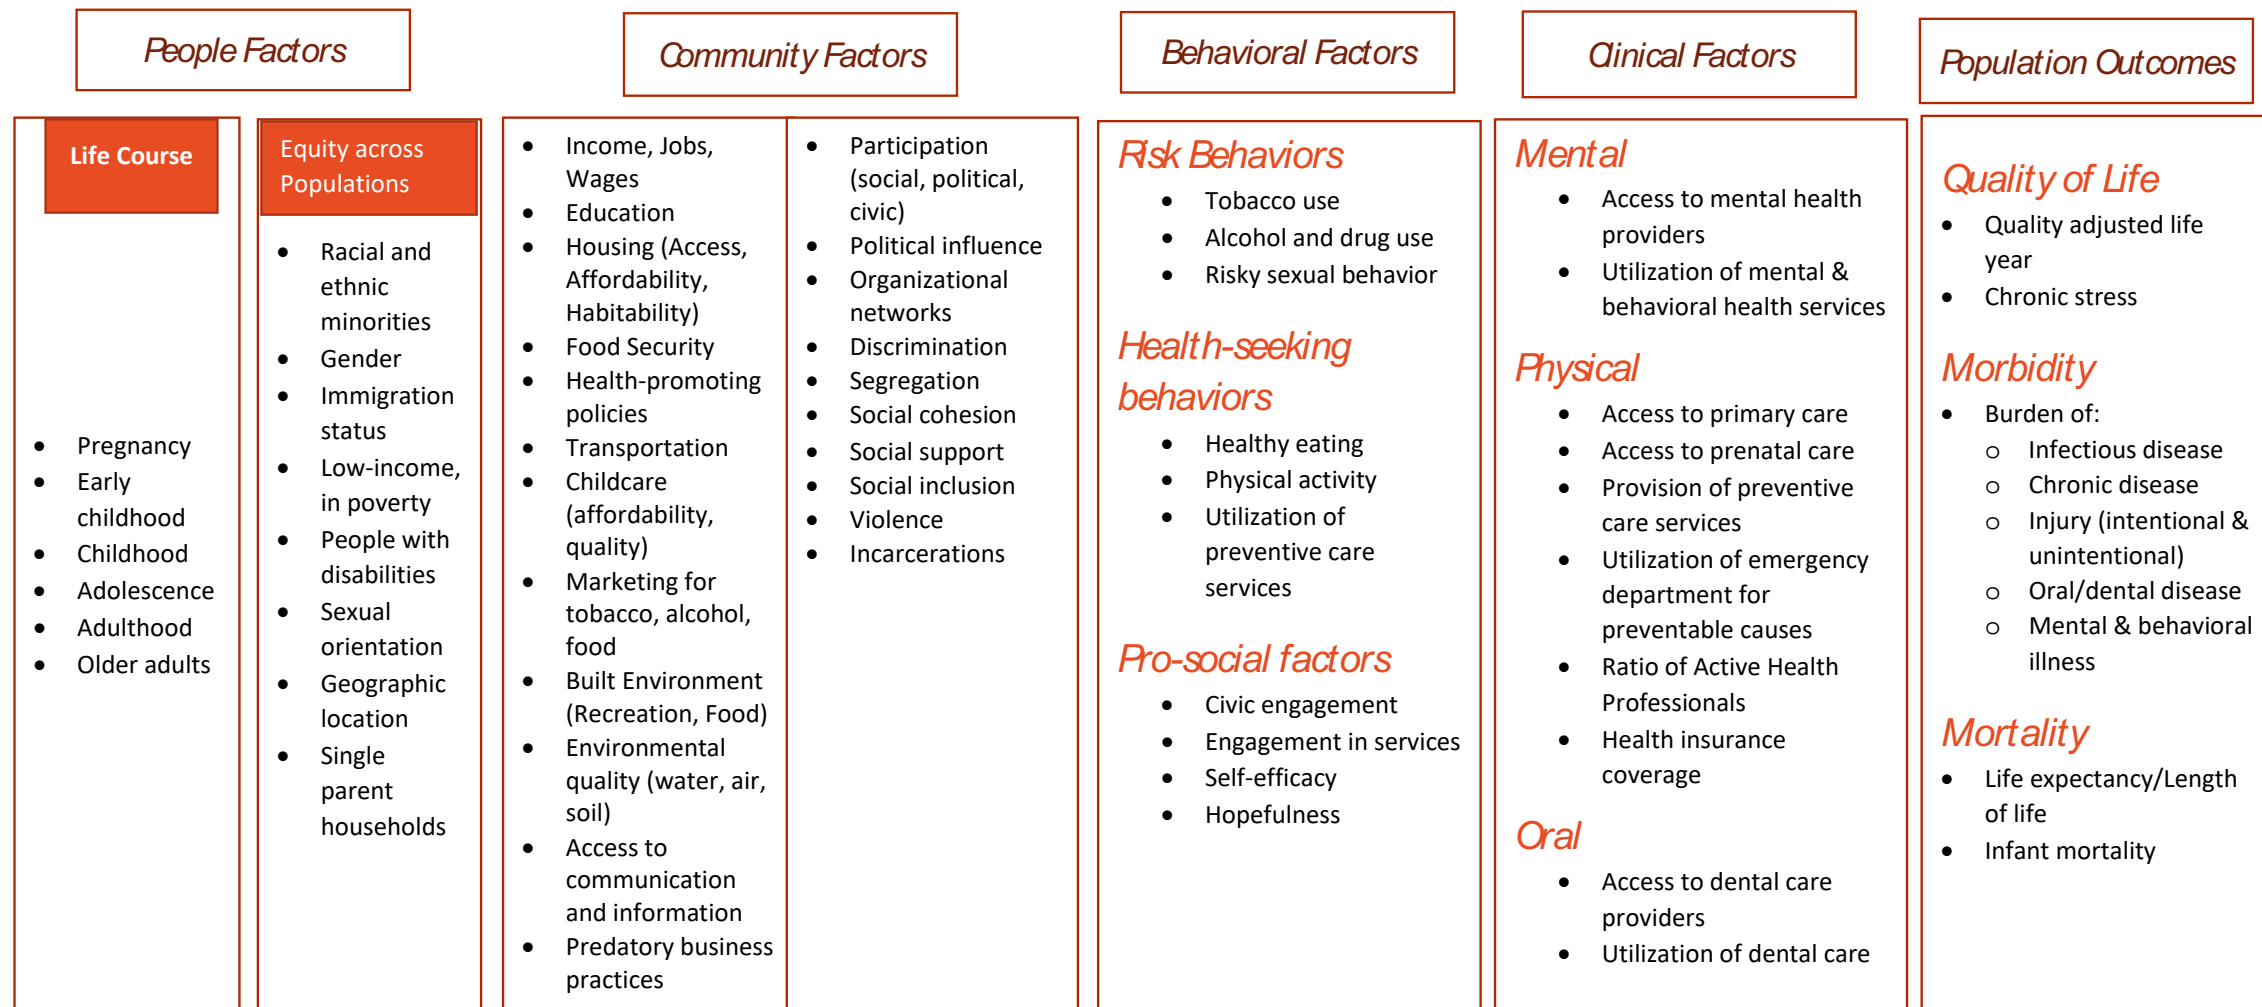 People Factors
Community Factors
Behavioral Factors
Clinical Factors
Population Outcomes
Life Course
• Pregnancy
• Early
childhood
• Childhood
• Adolescence
• Adulthood
• Older adults
Equity across
Populations
• Racial and
ethnic
minorities
• Gender
• Immigration
status
• Low-income,
in poverty
• People with
disabilities
• Sexual
orientation
• Geographic
location
• Single
parent
households
• Income, Jobs,
Wages
• Education
• Housing (Access,
Affordability,
Habitability)
• Food Security
• Health-promoting
policies
• Transportation
• Childcare
(affordability,
quality)
• Marketing for
tobacco, alcohol,
food
• Built Environment
(Recreation, Food)
• Environmental
quality (water, air,
soil)
• Access to
communication
and information
• Predatory business
practices
• Participation
(social, political,
civic)
• Political influence
• Organizational
networks
• Discrimination
• Segregation
• Social cohesion
• Social support
• Social inclusion
• Violence
• Incarcerations
Risk Behaviors
• Tobacco use
• Alcohol and drug use
• Risky sexual behavior
Health-seeking
behaviors
• Healthy eating
• Physical activity
• Utilization of
preventive care
services
Pro-social factors
• Civic engagement
• Engagement in services
• Self-efficacy
• Hopefulness
Mental
• Access to mental health
providers
• Utilization of mental &
behavioral health services
Physical
• Access to primary care
• Access to prenatal care
• Provision of preventive
care services
• Utilization of emergency
department for
preventable causes
• Ratio of Active Health
Professionals
• Health insurance
coverage
Oral
• Access to dental care
providers
• Utilization of dental care
Quality of Life
• Quality adjusted life
year
• Chronic stress
Morbidity
• Burden of:
o Infectious disease
o Chronic disease
o Injury (intentional &
unintentional)
o Oral/dental disease
o Mental & behavioral
illness
Mortality
• Life expectancy/Length
of life
• Infant mortality